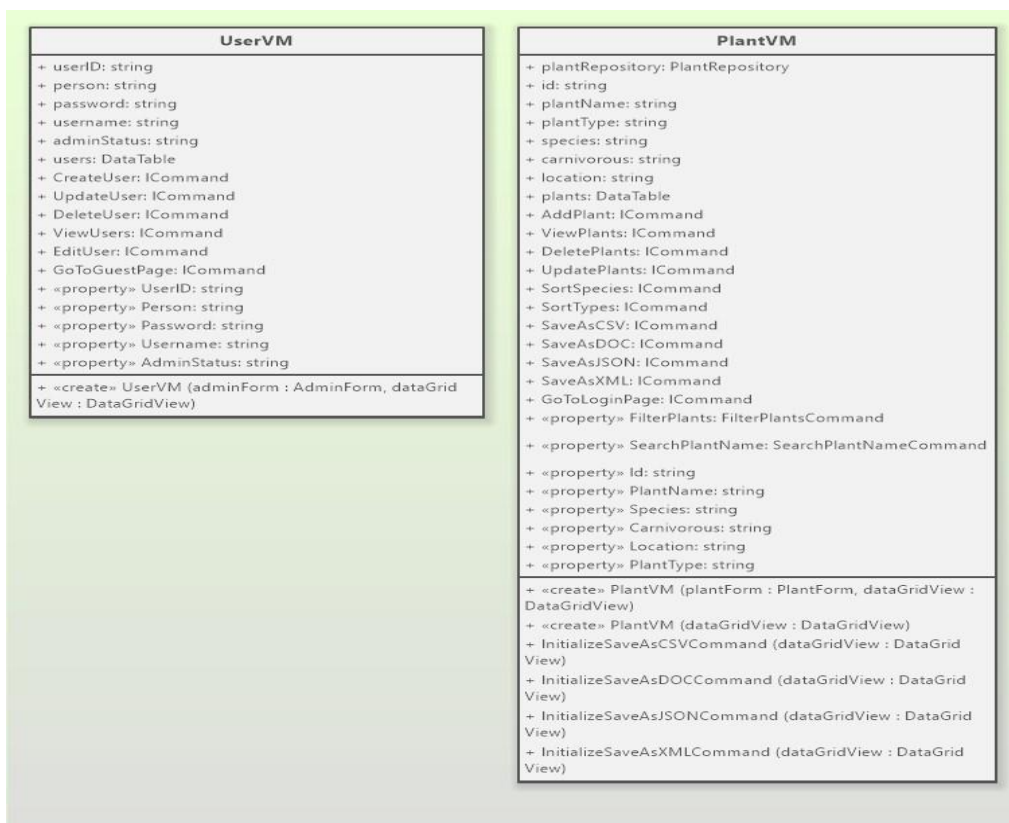 UserVM
+ userID: string
+ person: string
+ password: string
+ username: string
+ adminStatus: string
+ users: DataTable
+ CreateUser: ICommand
+ UpdateUser: ICommand
+ DeleteUser: ICommand
+ ViewUsers: ICommand
+ EditUser: ICommand
+ GoToGuestPage: ICommand
+ «property» UserID: string
+ «property» Person: string
+ «property» Password: string
+ «property» Username: string
+ «property» AdminStatus: string
+ «create» UserVM (adminForm : AdminForm, dataGrid
View : DataGridView)
PlantVM
+ plantRepository: PlantRepository
+ id: string
+ plantName: string
+ plantType: string
+ species: string
+ carnivorous: string
+ location: string
+ plants: DataTable
+ AddPlant: ICommand
+ ViewPlants: ICommand
+ DeletePlants: ICommand
+ UpdatePlants: ICommand
+ SortSpecies: ICommand
+ SortTypes: ICommand
+ SaveAsCSV: ICommand
+ SaveAsDOC: ICommand
+ SaveAsJSON: ICommand
+ SaveAsXML: ICommand
+ GoToLoginPage: ICommand
+ «property» FilterPlants: FilterPlantsCommand
+ «property» SearchPlantName: SearchPlantNameCommand
+ «property» Id: string
+ «property» PlantName: string
+ «property» Species: string
+ «property» Carnivorous: string
+ «property» Location: string
+ «property» PlantType: string
+ «create» PlantVM (plantForm : PlantForm, dataGridView :
DataGridView)
+ «create» PlantVM (dataGridView : DataGridView)
+ InitializeSaveAsCSVCommand (dataGridView : DataGrid
View)
+ InitializeSaveAsDOCCommand (dataGridView : DataGrid
View)
+ InitializeSaveAsJSONCommand (dataGridView : DataGrid
View)
+ InitializeSaveAsXMLCommand (dataGridView : DataGrid
View)